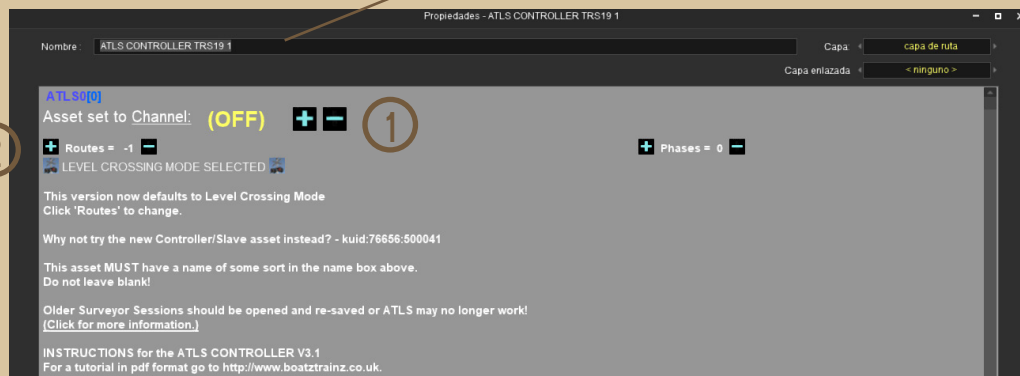 Propiedades - ATLS CONTROLLER TRS19 1
Nombre : ATLS CONTROLLER TRS19 1
Capa: capa de ruta
Capa enlazada < ninguno >
ATLS0[0]
Asset set to Channel: (OFF) + − 1
+ Routes = -1 − + Phases = 0 −
LEVEL CROSSING MODE SELECTED
This version now defaults to Level Crossing Mode
Click 'Routes' to change.
Why not try the new Controller/Slave asset instead? - kuid:76656:500041
This asset MUST have a name of some sort in the name box above.
Do not leave blank!
Older Surveyor Sessions should be opened and re-saved or ATLS may no longer work!
(Click for more information.)
INSTRUCTIONS for the ATLS CONTROLLER V3.1
For a tutorial in pdf format go to http://www.boatztrainz.co.uk.